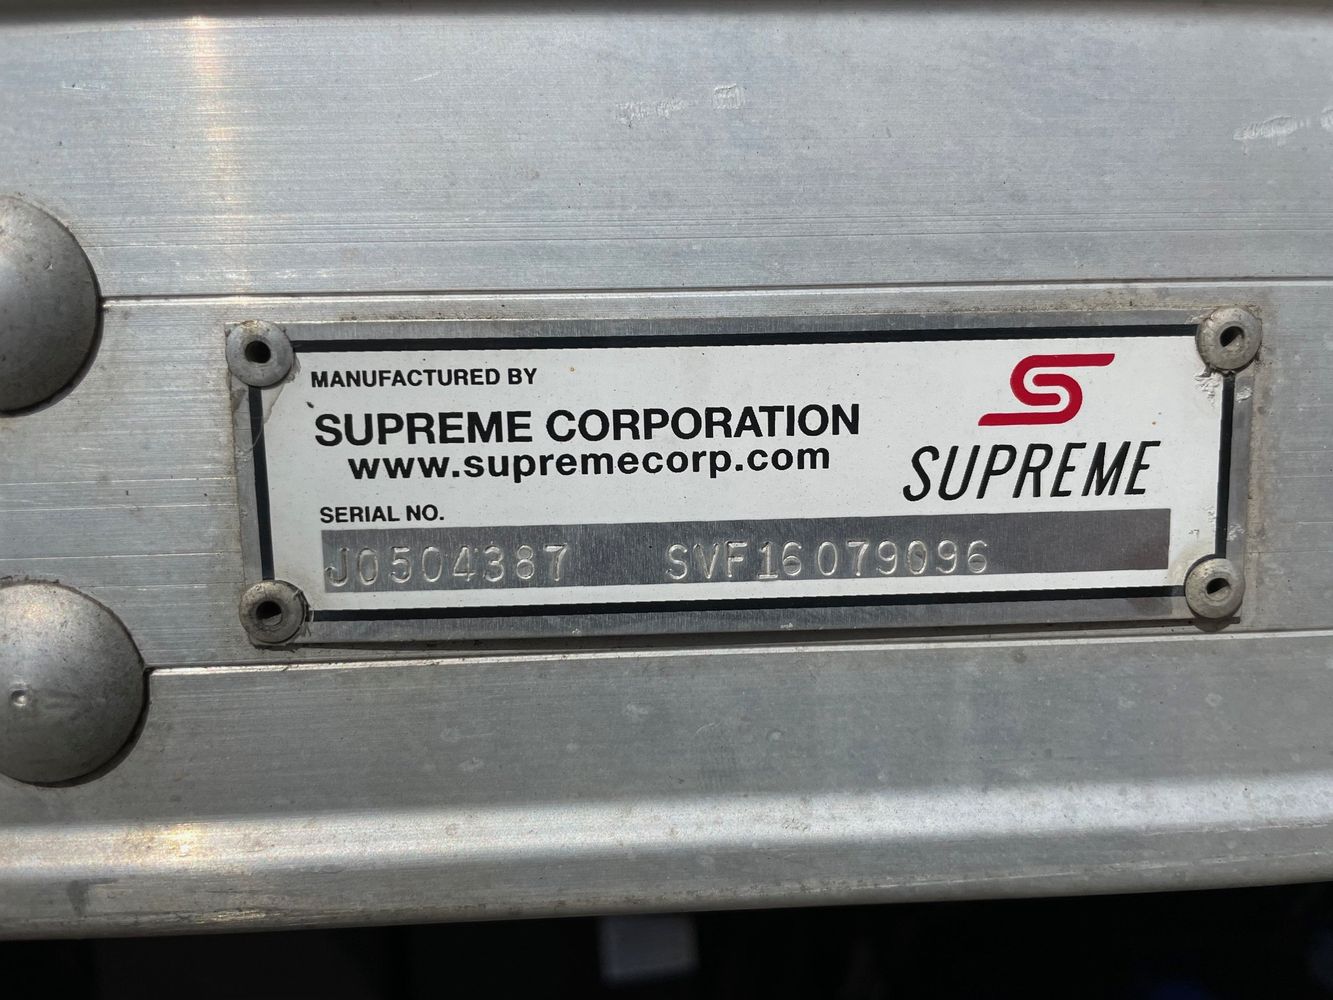 MANUFACTURED BY
SUPREME CORPORATION
www.supremecorp.com
SUPREME
SERIAL NO.
J0504387 SVF16079096